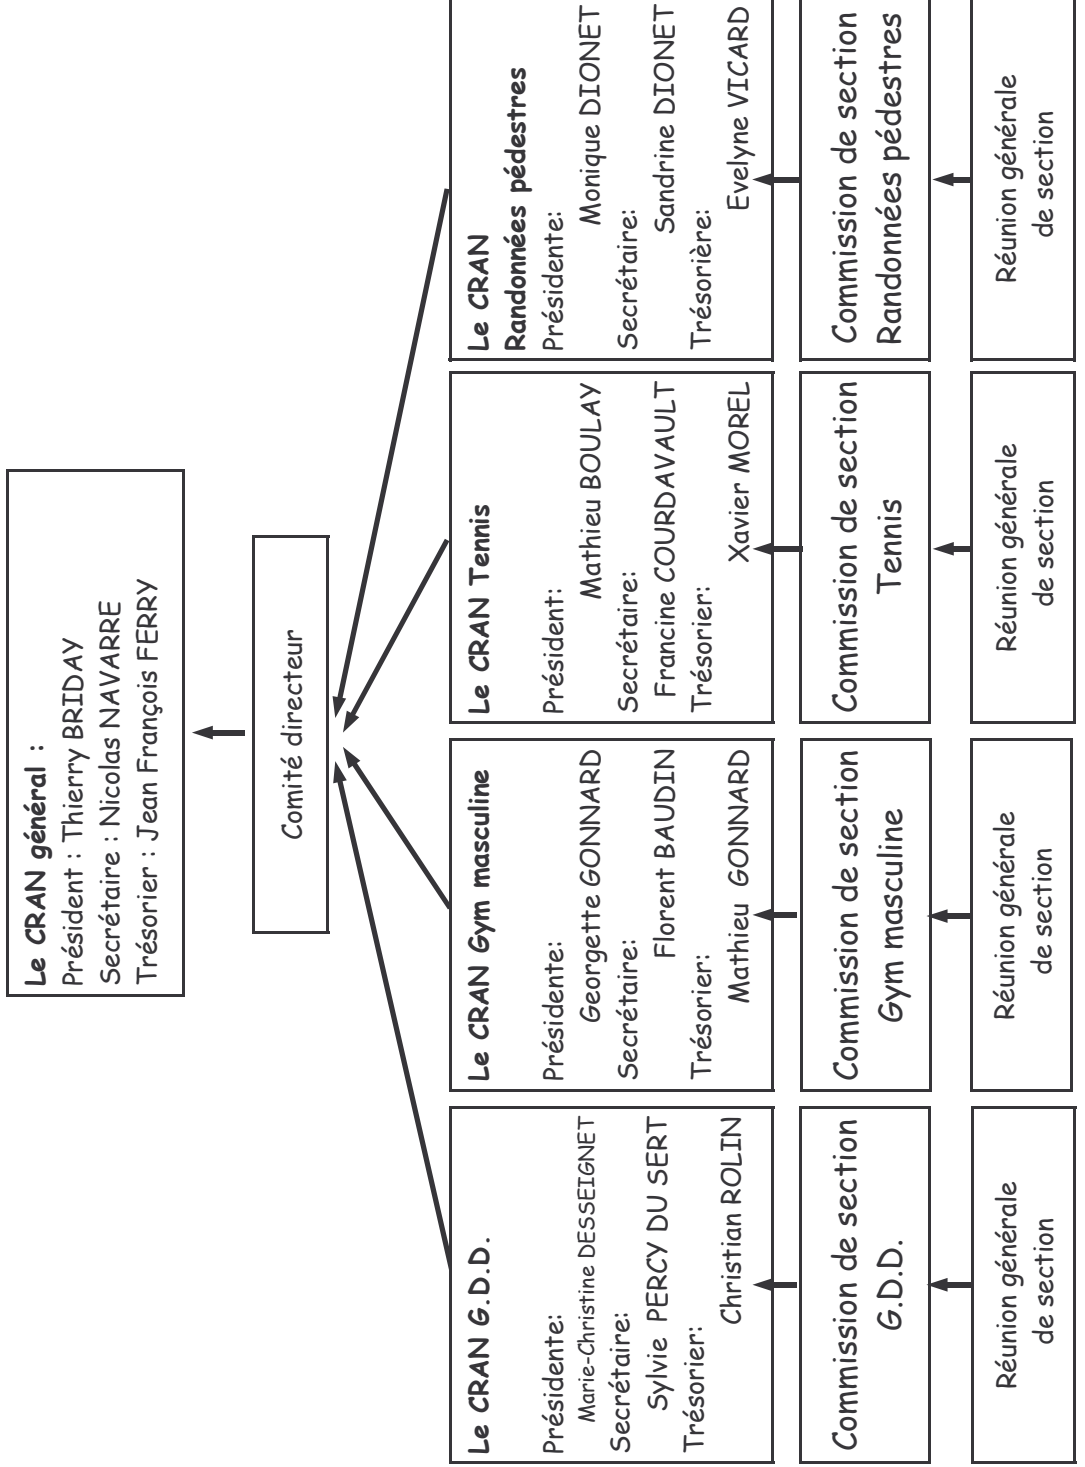 Le CRAN général :
Président : Thierry BRIDAY
Secrétaire : Nicolas NAVARRE
Trésorier : Jean François FERRY
Comité directeur
Le CRAN G.D.D.
Présidente:
Marie-Christine DESSEIGNET
Secrétaire:
Sylvie PERCY DU SERT
Trésorier:
Christian ROLIN
Le CRAN Gym masculine
Présidente:
Georgette GONNARD
Secrétaire:
Florent BAUDIN
Trésorier:
Mathieu GONNARD
Le CRAN Tennis
Président:
Mathieu BOULAY
Secrétaire:
Francine COURDAVAULT
Trésorier:
Xavier MOREL
Le CRAN
Randonnées pédestres
Présidente:
Monique DIONET
Secrétaire:
Sandrine DIONET
Trésorière:
Evelyne VICARD
Commission de section
G.D.D.
Commission de section
Gym masculine
Commission de section
Tennis
Commission de section
Randonnées pédestres
Réunion générale
de section
Réunion générale
de section
Réunion générale
de section
Réunion générale
de section